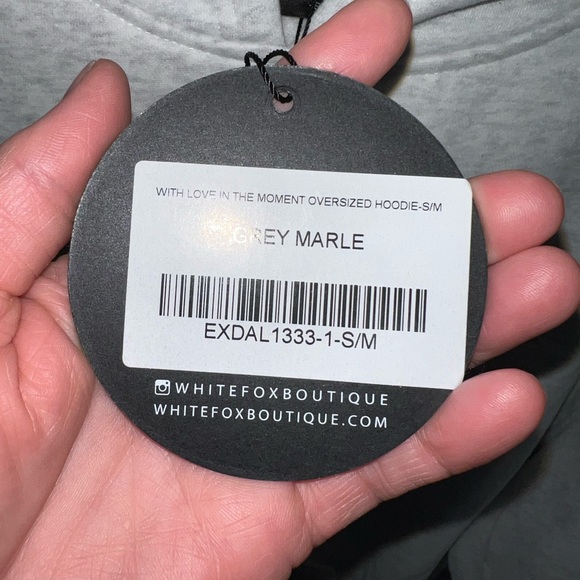 WITH LOVE IN THE MOMENT OVERSIZED HOODIE-S/M
GREY MARLE
EXDAL1333-1-S/M
WHITEFOXBOUTIQUE
WHITEFOXBOUTIQUE.COM